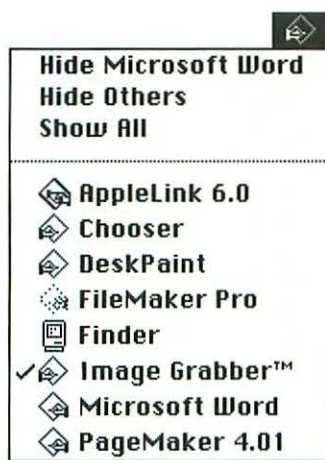 Hide Microsoft Word
Hide Others
Show All
AppleLink 6.0
Chooser
DeskPaint
FileMaker Pro
Finder
✓ Image Grabber™
Microsoft Word
PageMaker 4.01